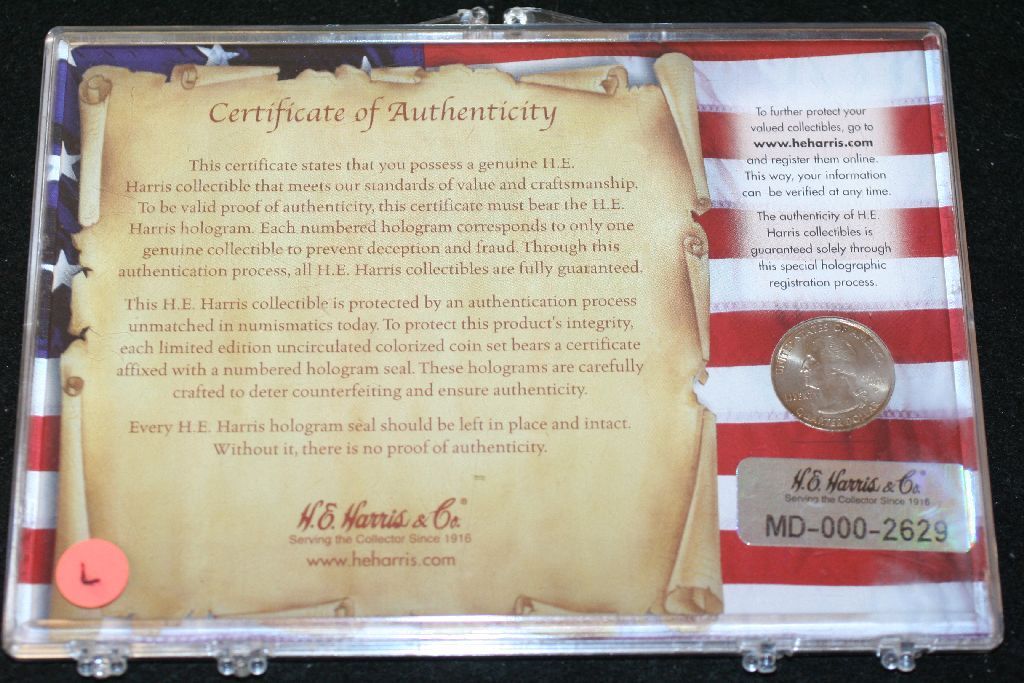 Certificate of Authenticity
This certificate states that you possess a genuine H.E.
Harris collectible that meets our standards of value and craftsmanship.
To be valid proof of authenticity, this certificate must bear the H.E.
Harris hologram. Each numbered hologram corresponds to only one
genuine collectible to prevent deception and fraud. Through this
authentication process, all H.E. Harris collectibles are fully guaranteed.
This H.E. Harris collectible is protected by an authentication process
unmatched in numismatics today. To protect this product's integrity,
each limited edition uncirculated colorized coin set bears a certificate
affixed with a numbered hologram seal. These holograms are carefully
crafted to deter counterfeiting and ensure authenticity.
Every H.E. Harris hologram seal should be left in place and intact.
Without it, there is no proof of authenticity.
H.E. Harris & Co.®
Serving the Collector Since 1916
www.heharris.com
L
To further protect your
valued collectibles, go to
www.heharris.com
and register them online.
This way, your information
can be verified at any time.
The authenticity of H.E.
Harris collectibles is
guaranteed solely through
this special holographic
registration process.
UNITED STATES OF AMERICA
LIBERTY
QUARTER DOLLAR
H.E. Harris & Co.®
Serving the Collector Since 1916
MD-000-2629